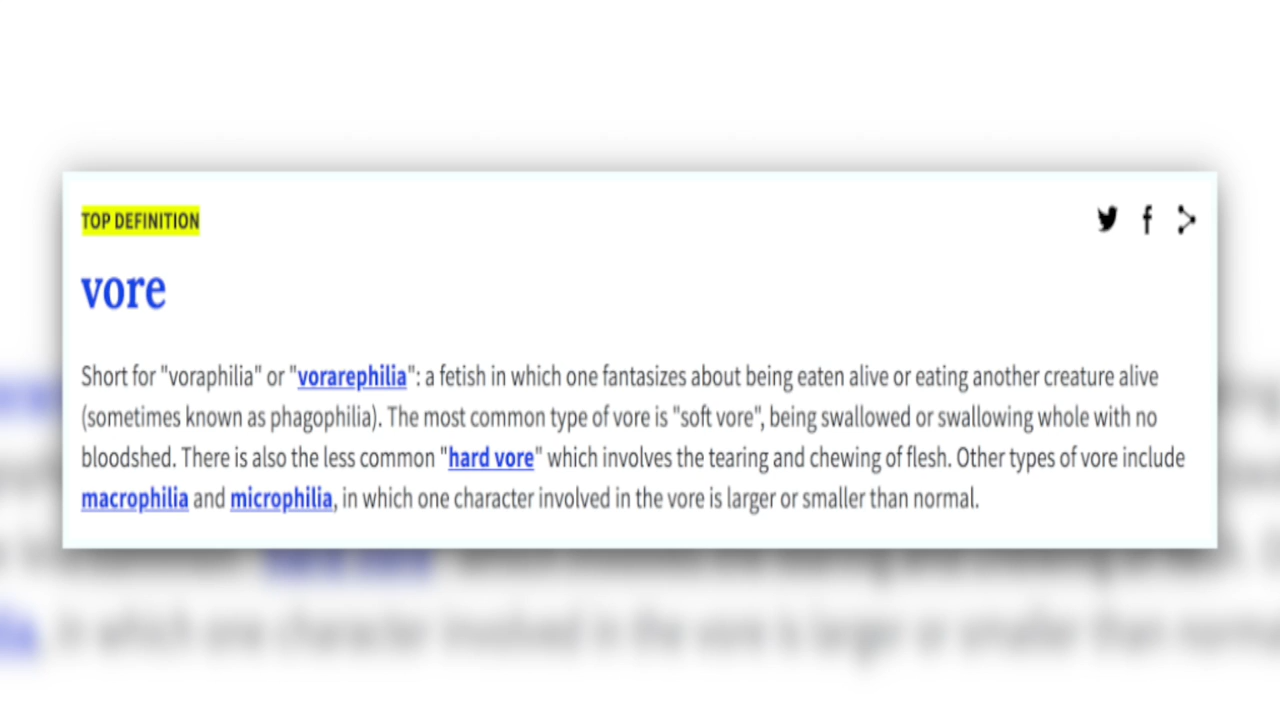 TOP DEFINITION
vore
Short for "voraphilia" or "vorarephilia": a fetish in which one fantasizes about being eaten alive or eating another creature alive
(sometimes known as phagophilia). The most common type of vore is "soft vore", being swallowed or swallowing whole with no
bloodshed. There is also the less common "hard vore" which involves the tearing and chewing of flesh. Other types of vore include
macrophilia and microphilia, in which one character involved in the vore is larger or smaller than normal.